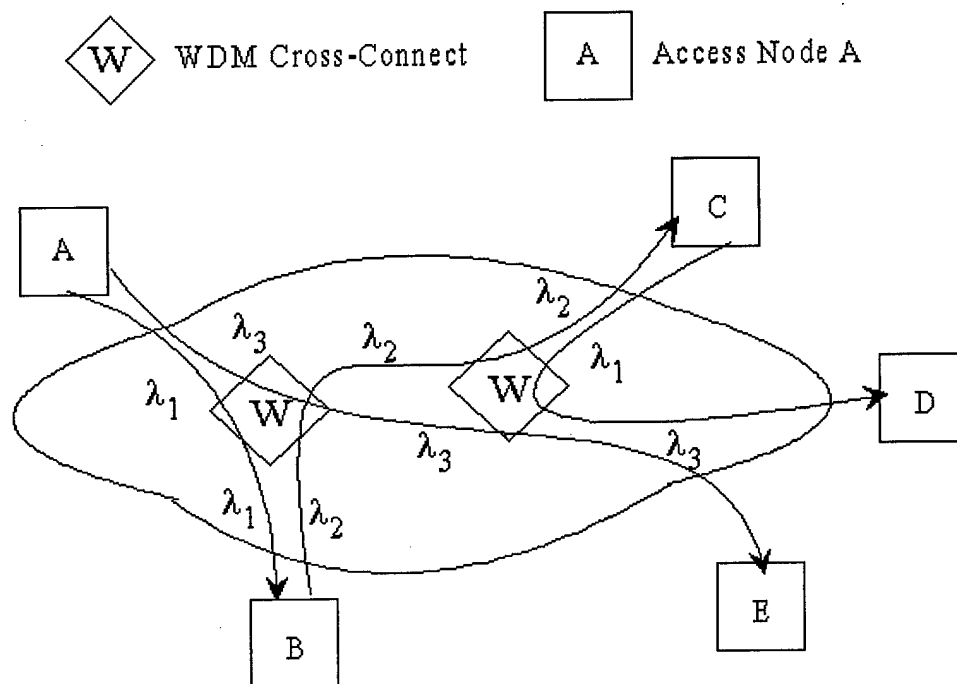 W WDM Cross-Connect A Access Node A
C
A
λ₂
λ₃ λ₂
λ₁ λ₁
W W
D
λ₃ λ₃
λ₁ λ₂
E
B